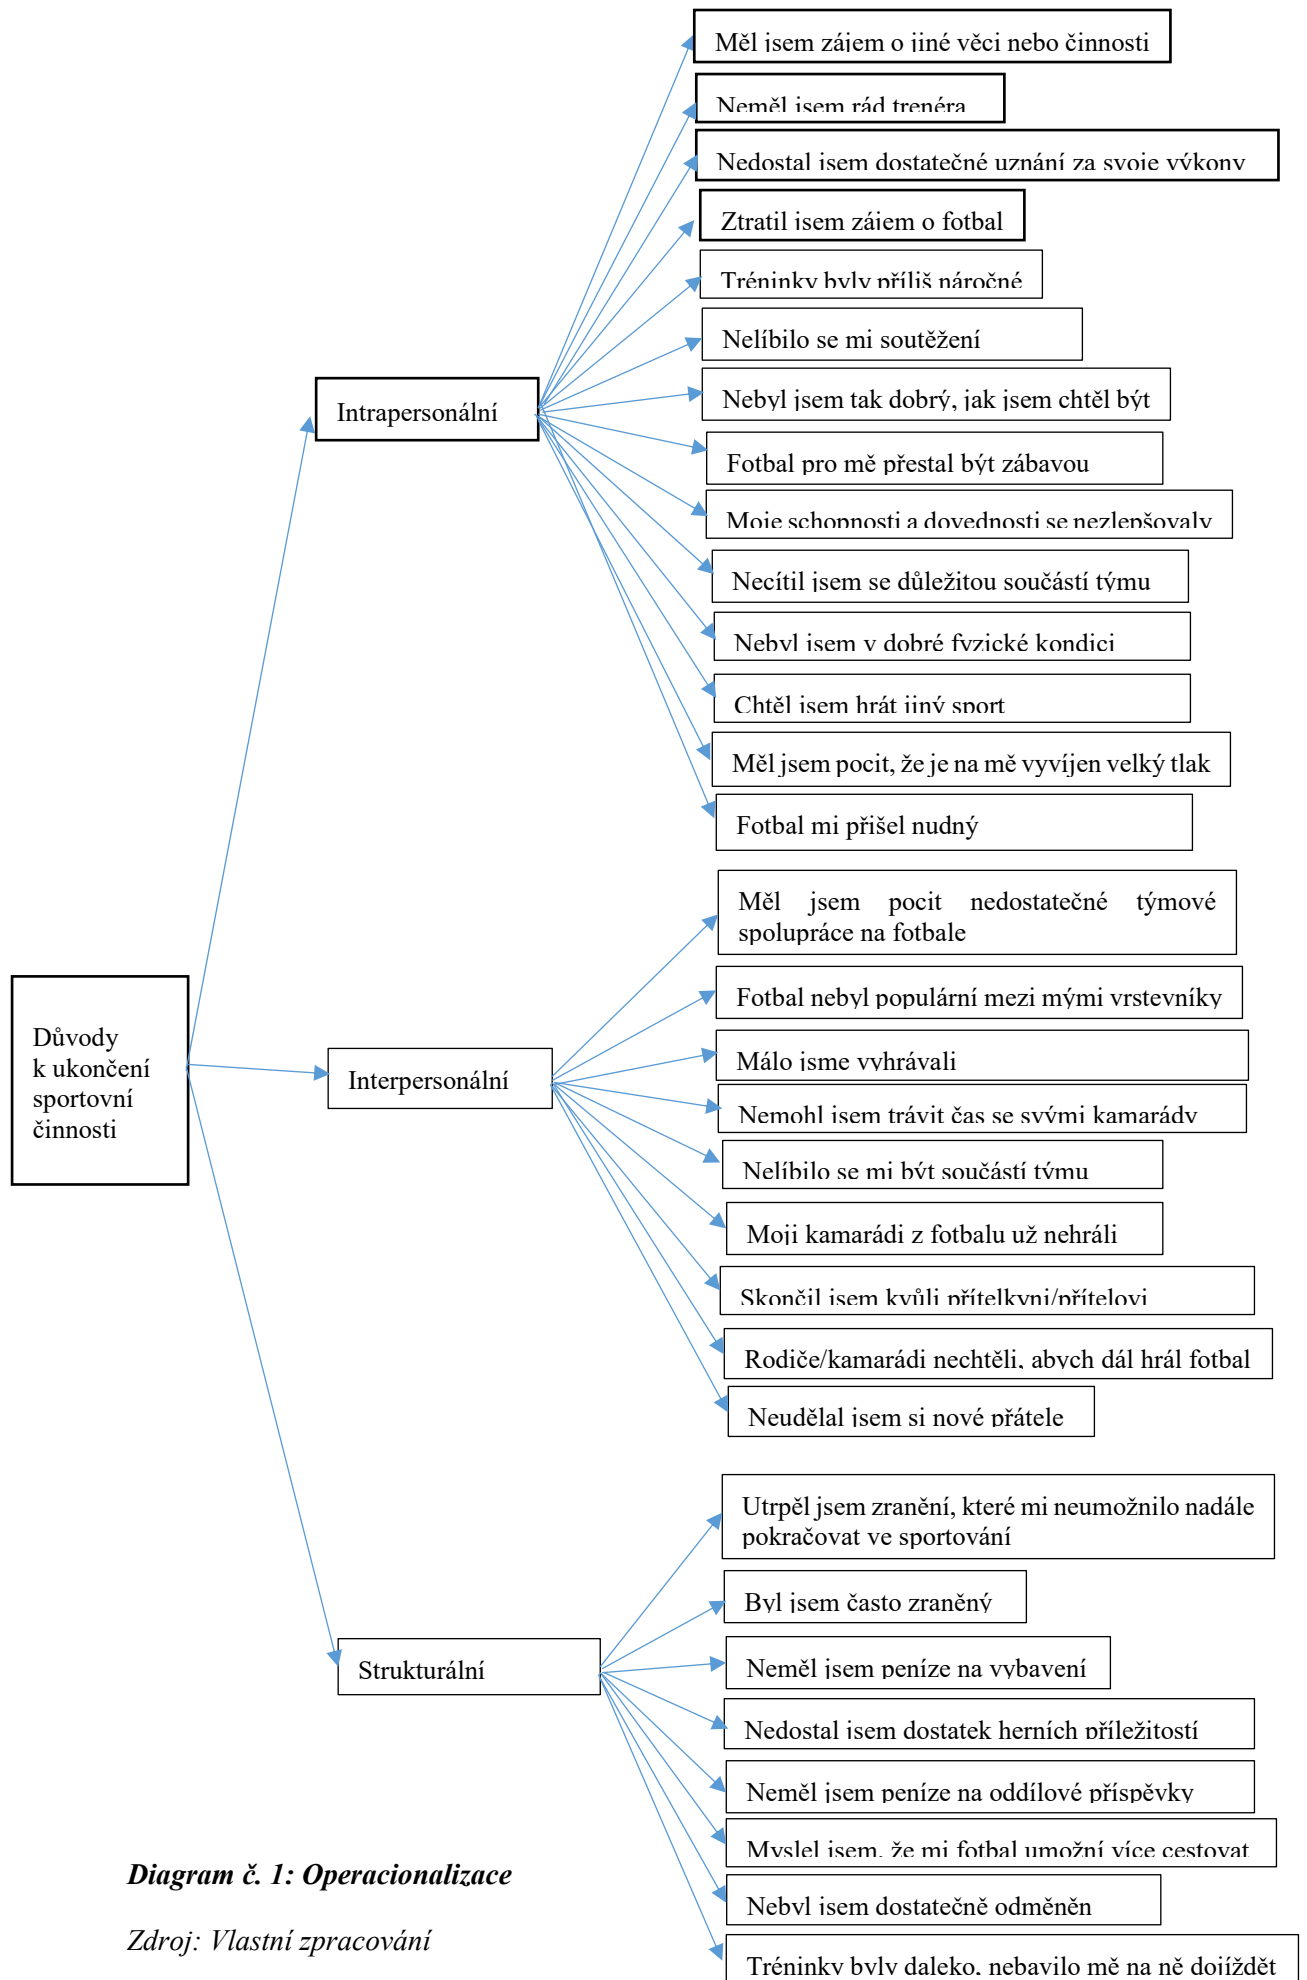 Měl jsem zájem o jiné věci nebo činnosti
Neměl jsem rád trenéra
Nedostal jsem dostatečné uznání za svoje výkony
Ztratil jsem zájem o fotbal
Tréninky byly příliš náročné
Nelíbilo se mi soutěžení
Intrapersonální
Nebyl jsem tak dobrý, jak jsem chtěl být
Fotbal pro mě přestal být zábavou
Moje schopnosti a dovednosti se nezlepšovaly
Necítil jsem se důležitou součástí týmu
Nebyl jsem v dobré fyzické kondici
Chtěl jsem hrát jiný sport
Měl jsem pocit, že je na mě vyvíjen velký tlak
Fotbal mi přišel nudný
Měl jsem pocit nedostatečné týmové
spolupráce na fotbale
Fotbal nebyl populární mezi mými vrstevníky
Důvody
k ukončení
sportovní
činnosti
Málo jsme vyhrávali
Interpersonální
Nemohl jsem trávit čas se svými kamarády
Nelíbilo se mi být součástí týmu
Moji kamarádi z fotbalu už nehráli
Skončil jsem kvůli přítelkyni/přítelovi
Rodiče/kamarádi nechtěli, abych dál hrál fotbal
Neudělal jsem si nové přátele
Utrpěl jsem zranění, které mi neumožnilo nadále
pokračovat ve sportování
Byl jsem často zraněný
Strukturální
Neměl jsem peníze na vybavení
Nedostal jsem dostatek herních příležitostí
Neměl jsem peníze na oddílové příspěvky
Myslel jsem, že mi fotbal umožní více cestovat
Nebyl jsem dostatečně odměněn
Tréninky byly daleko, nebavilo mě na ně dojíždět
Diagram č. 1: Operacionalizace
Zdroj: Vlastní zpracování